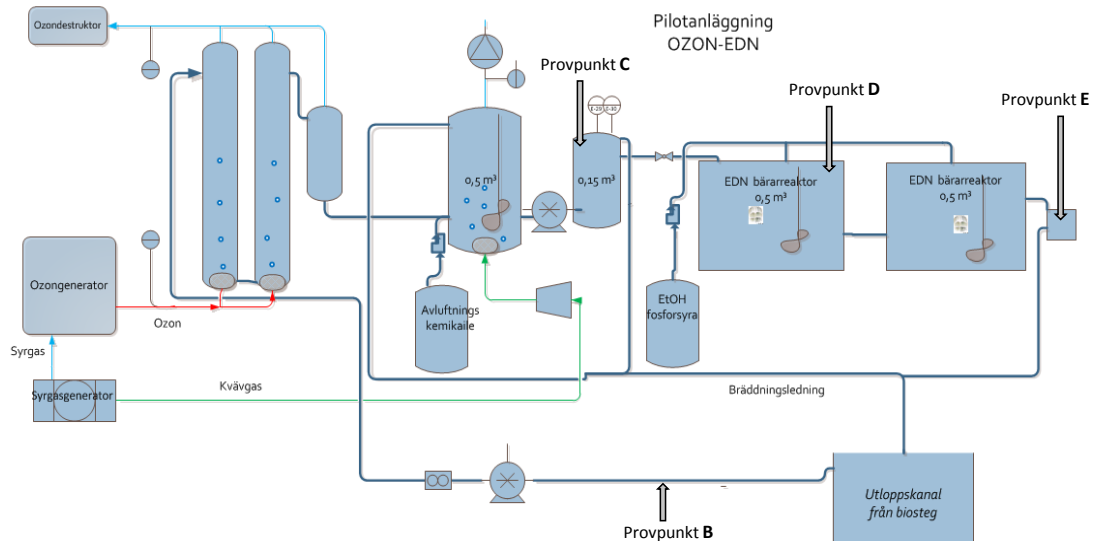 Pilotanläggning
OZON-EDN
Ozondestruktor
Provpunkt C
Provpunkt D
Provpunkt E
0,5 m³
0,15 m³
EDN bärarreaktor
0,5 m³
EDN bärarreaktor
0,5 m³
Ozongenerator
Ozon
Avluftnings
kemikaile
EtOH
fosforsyra
Syrgas
Syrgasgenerator
Kvävgas
Bräddningsledning
Utloppskanal
från biosteg
Provpunkt B